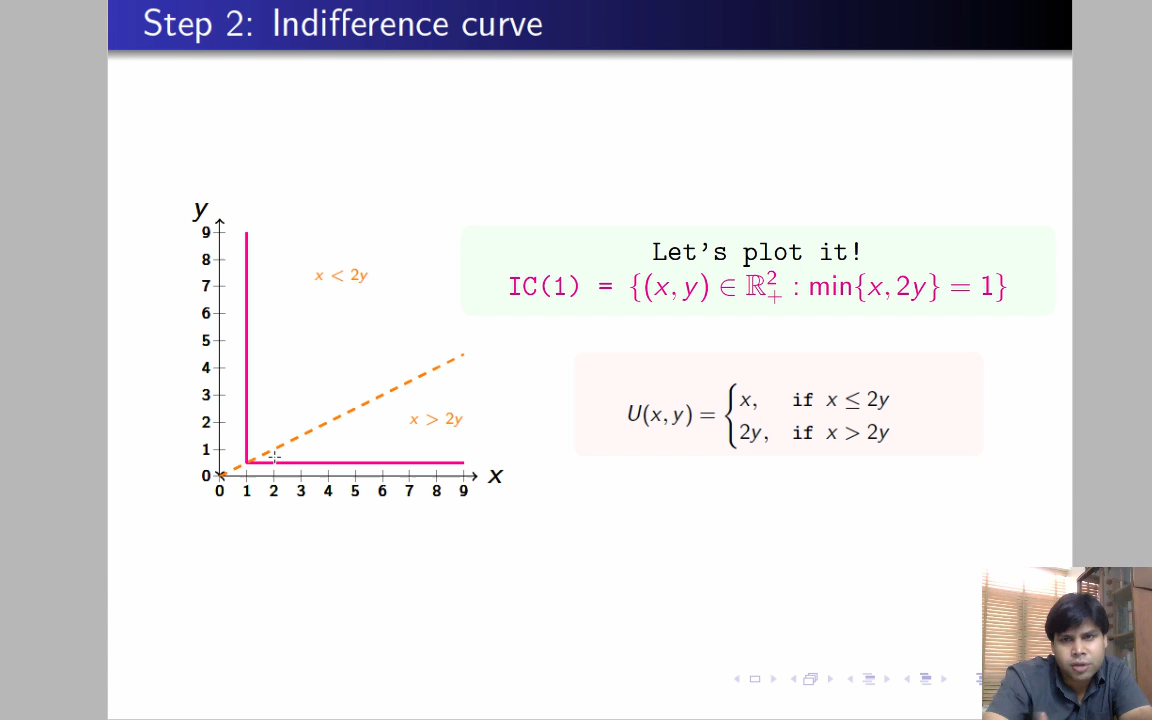 Step 2: Indifference curve
y
9
8
7
6
5
4
3
2
1
0
x < 2y
x > 2y
0 1 2 3 4 5 6 7 8 9
x
Let's plot it!
IC(1) = {(x, y) ∈ ℝ²₊ : min{x, 2y} = 1}
U(x, y) = { x, if x ≤ 2y
2y, if x > 2y